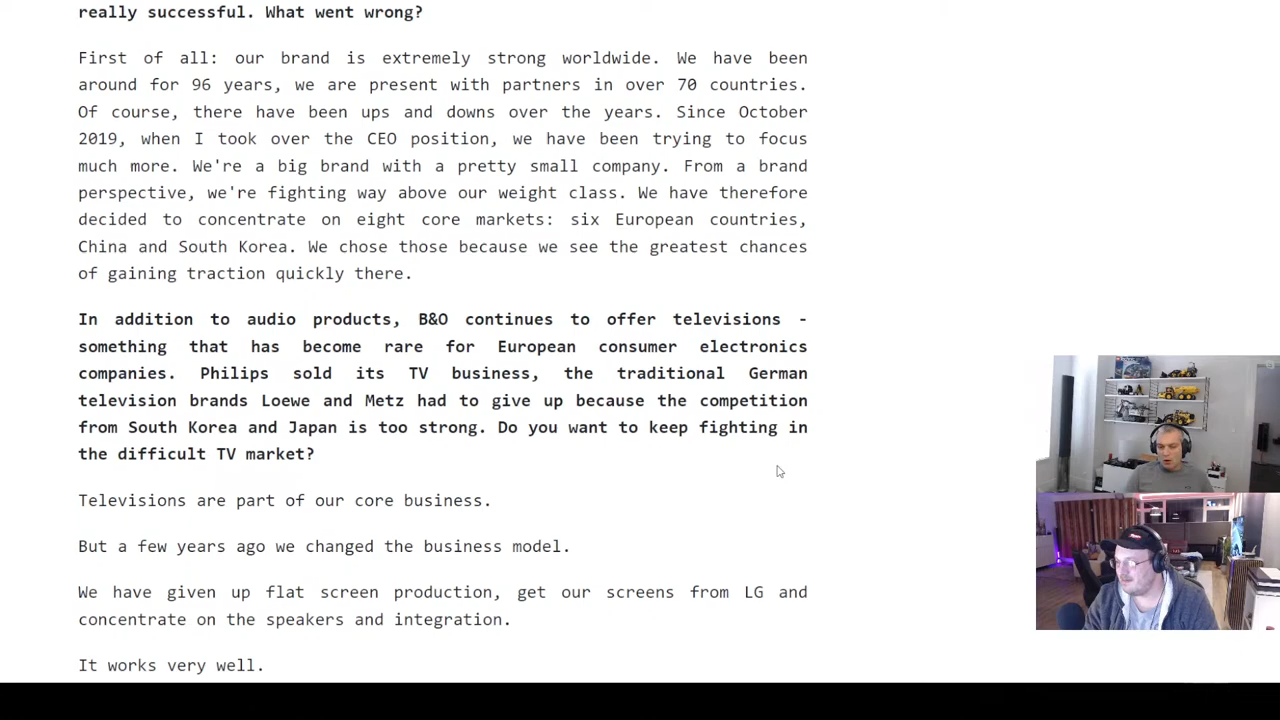 really successful. What went wrong?
First of all: our brand is extremely strong worldwide. We have been
around for 96 years, we are present with partners in over 70 countries.
Of course, there have been ups and downs over the years. Since October
2019, when I took over the CEO position, we have been trying to focus
much more. We're a big brand with a pretty small company. From a brand
perspective, we're fighting way above our weight class. We have therefore
decided to concentrate on eight core markets: six European countries,
China and South Korea. We chose those because we see the greatest chances
of gaining traction quickly there.
In addition to audio products, B&O continues to offer televisions -
something that has become rare for European consumer electronics
companies. Philips sold its TV business, the traditional German
television brands Loewe and Metz had to give up because the competition
from South Korea and Japan is too strong. Do you want to keep fighting in
the difficult TV market?
Televisions are part of our core business.
But a few years ago we changed the business model.
We have given up flat screen production, get our screens from LG and
concentrate on the speakers and integration.
It works very well.